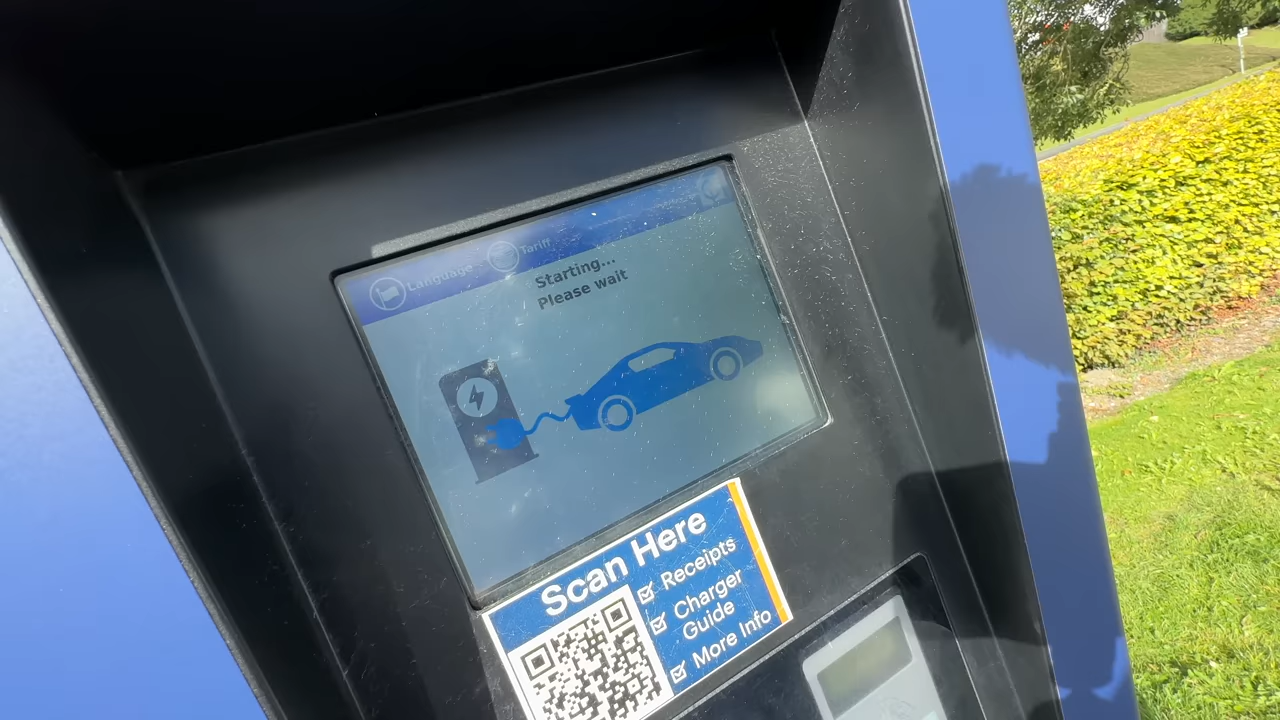 Language
Tariff
Starting...
Please wait
Scan Here
Receipts
Charger
Guide
More Info